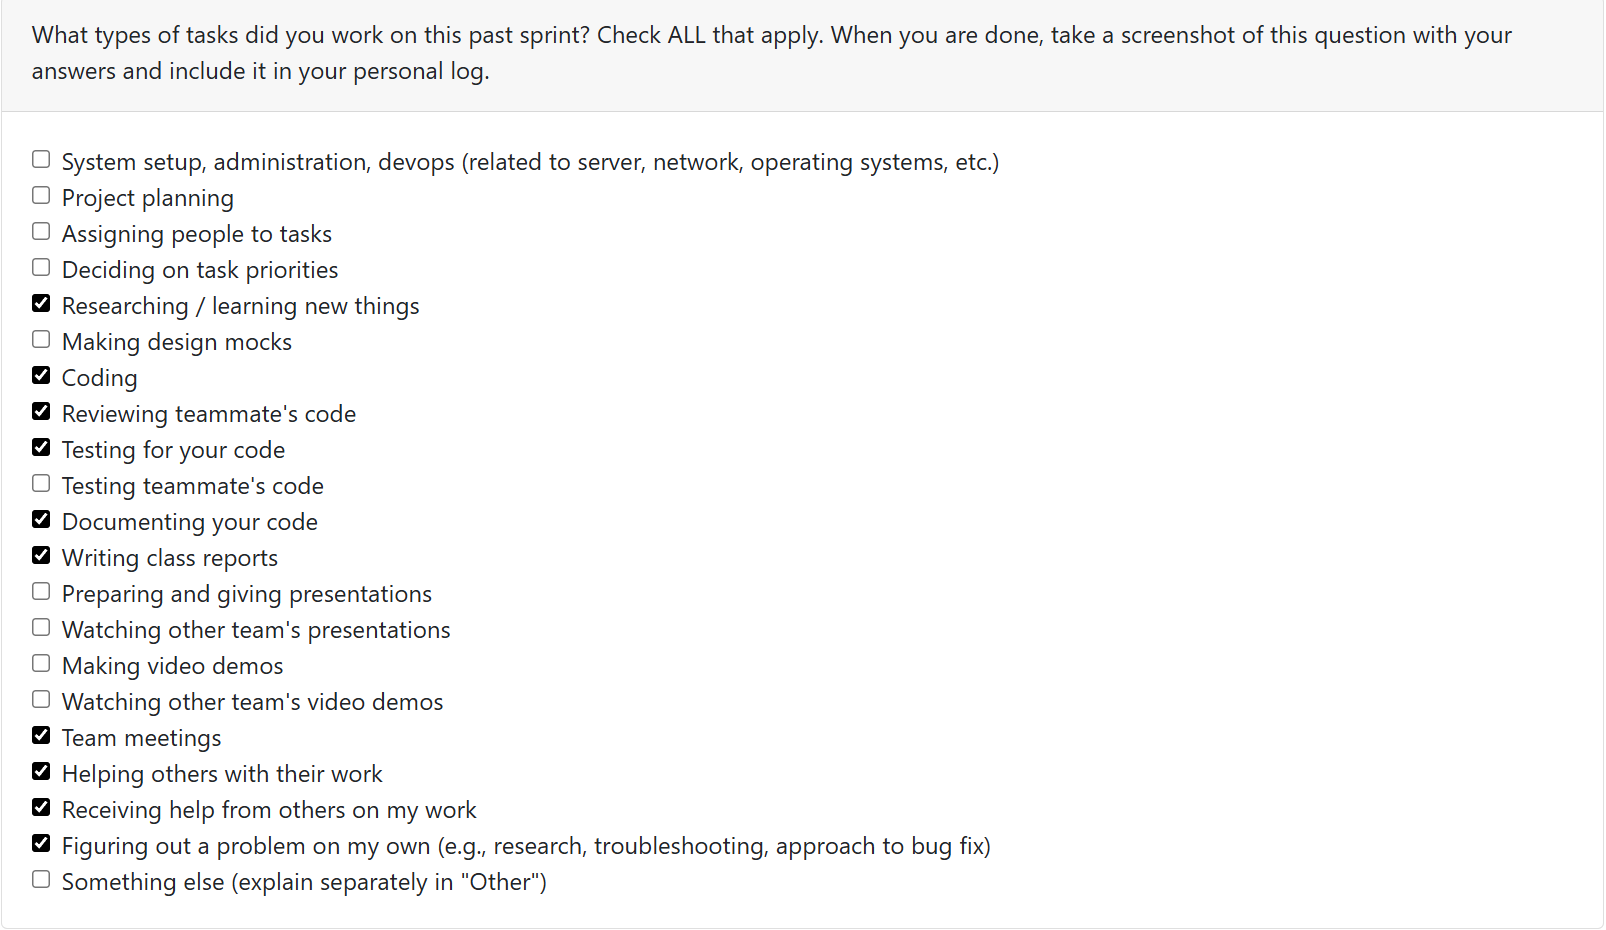 What types of tasks did you work on this past sprint? Check ALL that apply. When you are done, take a screenshot of this question with your
answers and include it in your personal log.
System setup, administration, devops (related to server, network, operating systems, etc.)
Project planning
Assigning people to tasks
Deciding on task priorities
Researching / learning new things
Making design mocks
Coding
Reviewing teammate's code
Testing for your code
Testing teammate's code
Documenting your code
Writing class reports
Preparing and giving presentations
Watching other team's presentations
Making video demos
Watching other team's video demos
Team meetings
Helping others with their work
Receiving help from others on my work
Figuring out a problem on my own (e.g., research, troubleshooting, approach to bug fix)
Something else (explain separately in "Other")